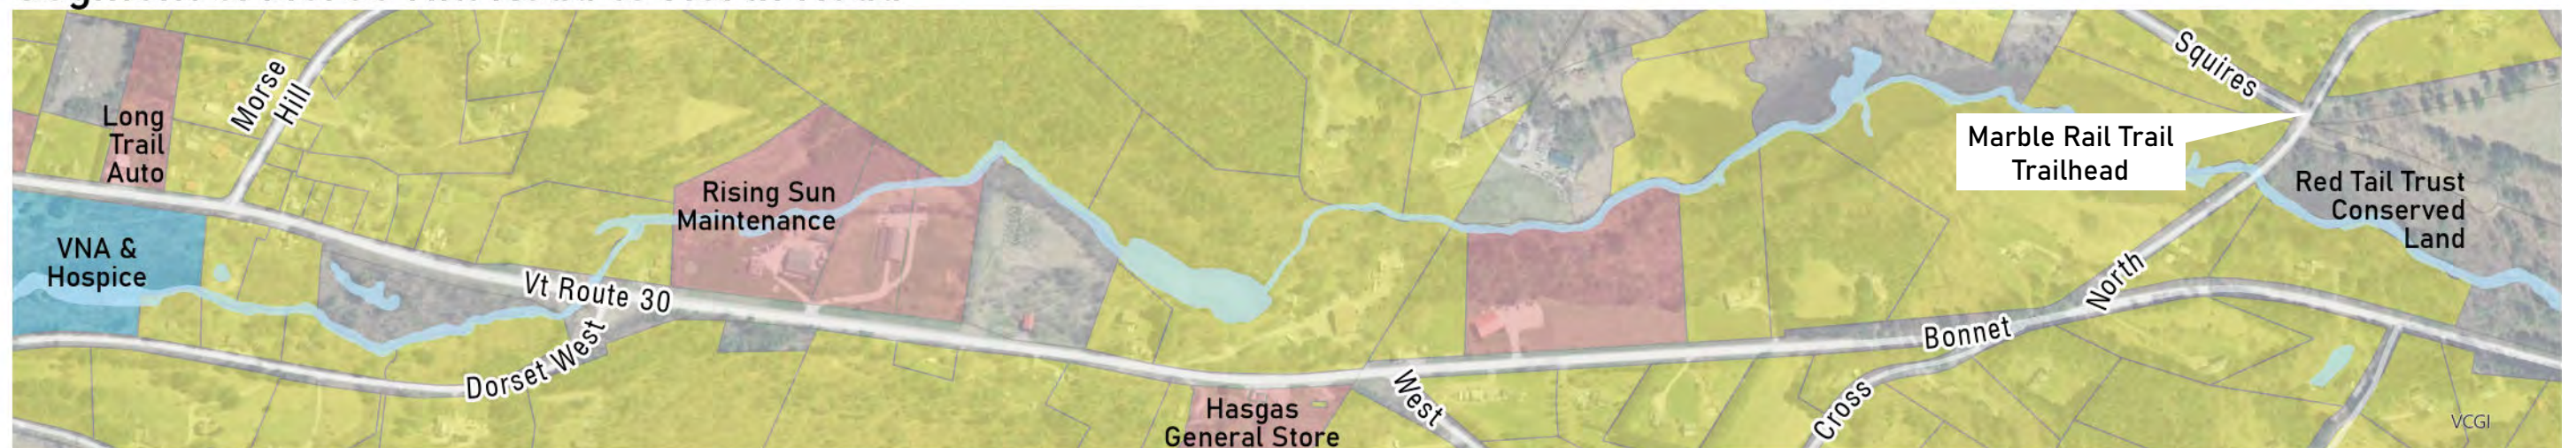 Squires
Morse
Hill
Long
Trail
Auto
Marble Rail Trail
Trailhead
Rising Sun
Maintenance
Red Tail Trust
Conserved
Land
VNA &
Hospice
Vt Route 30
North
Bonnet
Dorset West
West
Cross
Hasgas
General Store
VCGI